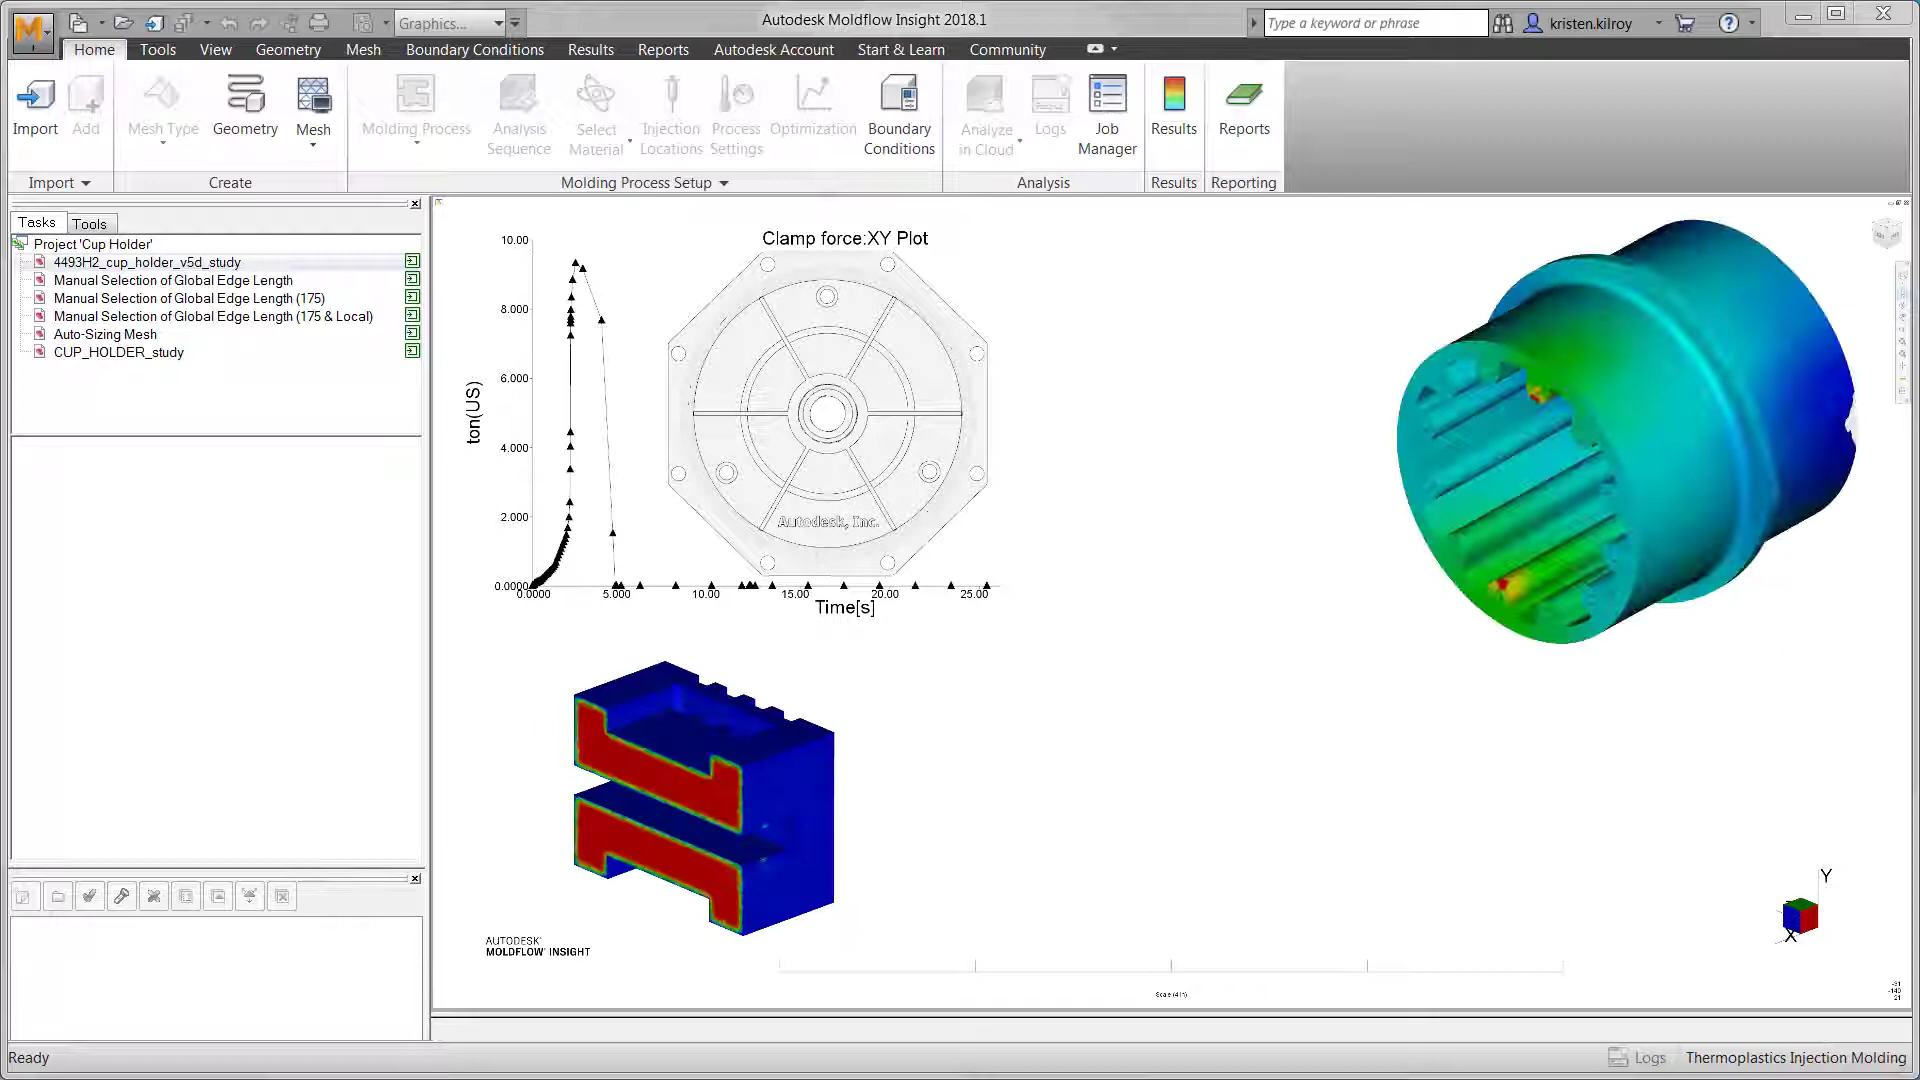 Graphics...
Autodesk Moldflow Insight 2018.1
Type a keyword or phrase
kristen.kilroy
Home Tools View Geometry Mesh Boundary Conditions Results Reports Autodesk Account Start & Learn Community
Import
Add
Mesh Type
Geometry
Mesh
Molding Process
Analysis Sequence
Select Material
Injection Locations
Process Settings
Optimization
Boundary Conditions
Analyze in Cloud
Logs
Job Manager
Results
Reports
Import
Create
Molding Process Setup
Analysis
Results
Reporting
Tasks
Tools
Project 'Cup Holder'
4493H2_cup_holder_v5d_study
Manual Selection of Global Edge Length
Manual Selection of Global Edge Length (175)
Manual Selection of Global Edge Length (175 & Local)
Auto-Sizing Mesh
CUP_HOLDER_study
Clamp force:XY Plot
10.00
8.000
6.000
4.000
2.000
0.0000
ton(US)
0.0000 5.000 10.00 15.00 20.00 25.00
Time[s]
Autodesk, Inc.
AUTODESK'
MOLDFLOW' INSIGHT
Y
X
Scale (4 in)
-31
-140
21
Ready
Logs
Thermoplastics Injection Molding